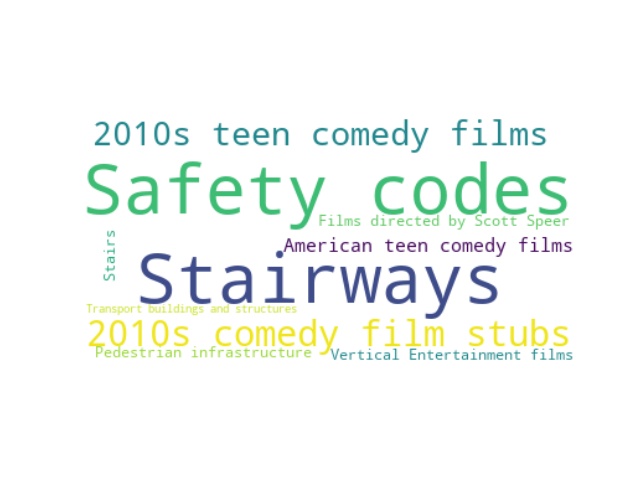 2010s teen comedy films
Safety codes
Films directed by Scott Speer
Stairs
American teen comedy films
Stairways
Transport buildings and structures
2010s comedy film stubs
Pedestrian infrastructure
Vertical Entertainment films